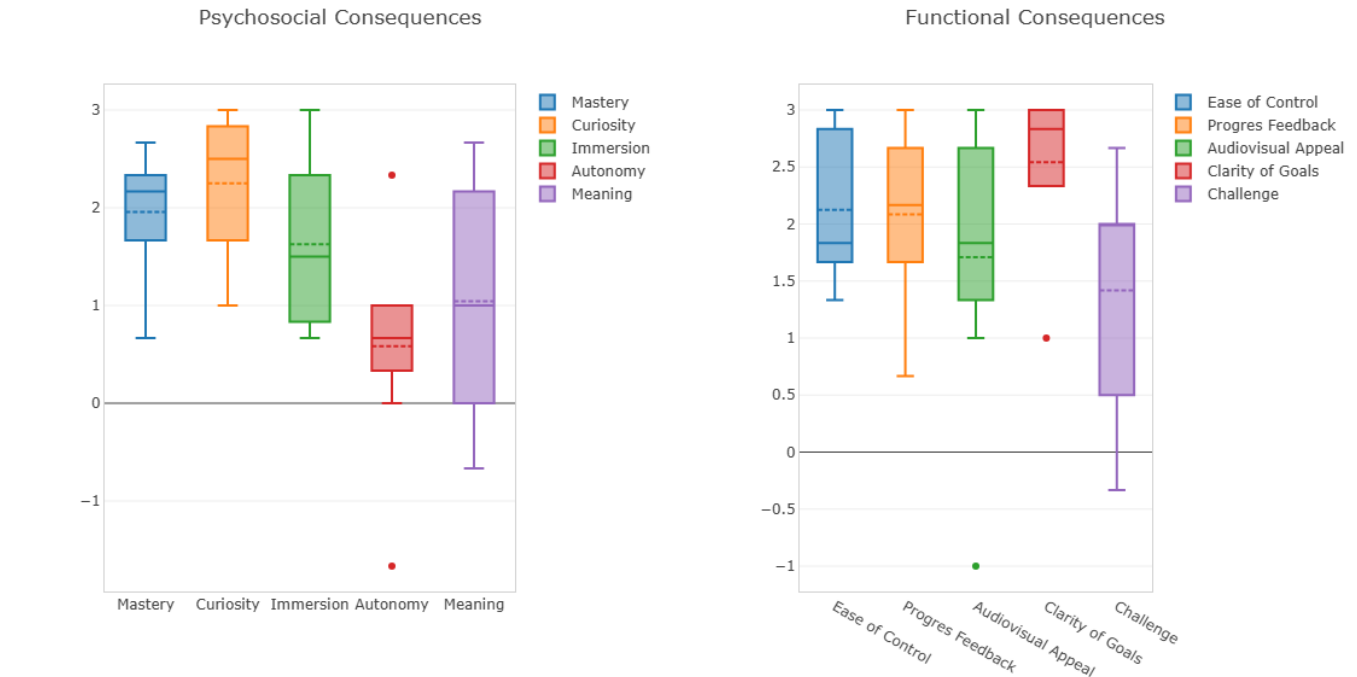 Psychosocial Consequences
3
2
1
0
−1
Mastery
Curiosity
Immersion
Autonomy
Meaning
Mastery Curiosity Immersion Autonomy Meaning
Functional Consequences
3
2.5
2
1.5
1
0.5
0
−0.5
−1
Ease of Control
Progres Feedback
Audiovisual Appeal
Clarity of Goals
Challenge
Ease of Control
Progres Feedback
Audiovisual Appeal
Clarity of Goals
Challenge